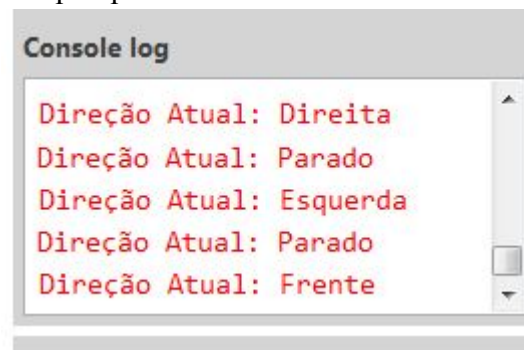 Console log
Direção Atual: Direita
Direção Atual: Parado
Direção Atual: Esquerda
Direção Atual: Parado
Direção Atual: Frente